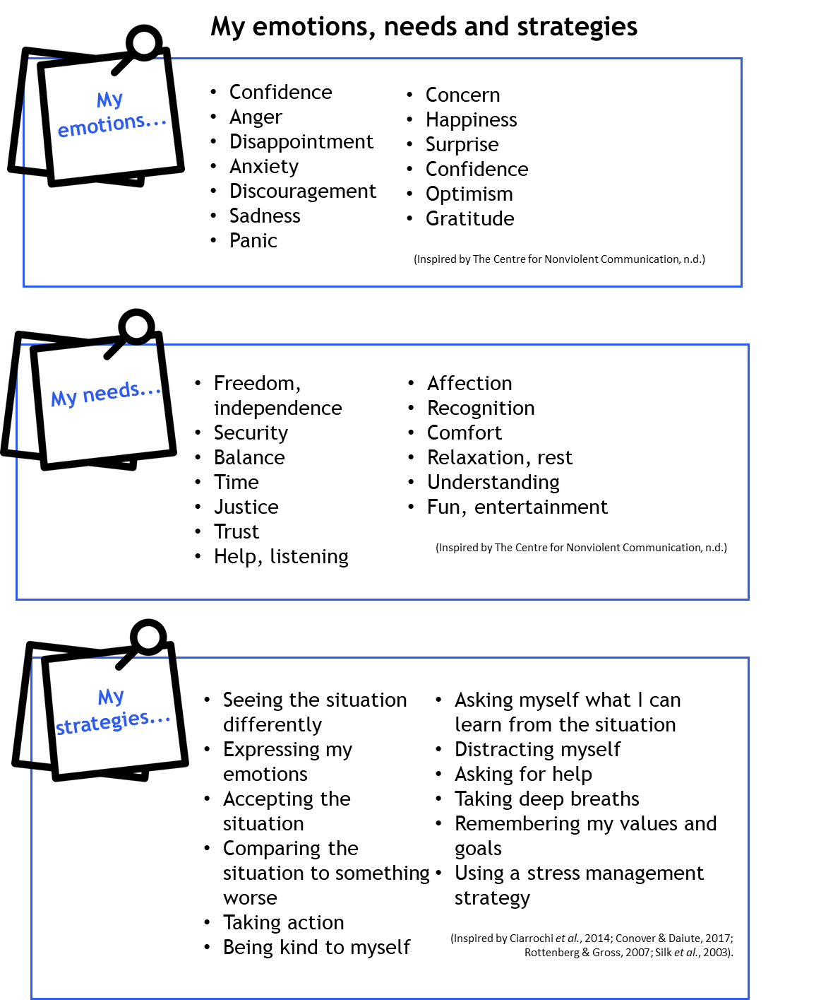 My emotions, needs and strategies
My
emotions...
• Confidence
• Anger
• Disappointment
• Anxiety
• Discouragement
• Sadness
• Panic
• Concern
• Happiness
• Surprise
• Confidence
• Optimism
• Gratitude
(Inspired by The Centre for Nonviolent Communication, n.d.)
My needs...
• Freedom,
independence
• Security
• Balance
• Time
• Justice
• Trust
• Help, listening
• Affection
• Recognition
• Comfort
• Relaxation, rest
• Understanding
• Fun, entertainment
(Inspired by The Centre for Nonviolent Communication, n.d.)
My
strategies...
• Seeing the situation
differently
• Expressing my
emotions
• Accepting the
situation
• Comparing the
situation to something
worse
• Taking action
• Being kind to myself
• Asking myself what I can
learn from the situation
• Distracting myself
• Asking for help
• Taking deep breaths
• Remembering my values and
goals
• Using a stress management
strategy
(Inspired by Ciarrochi et al., 2014; Conover & Daiute, 2017;
Rottenberg & Gross, 2007; Silk et al., 2003).